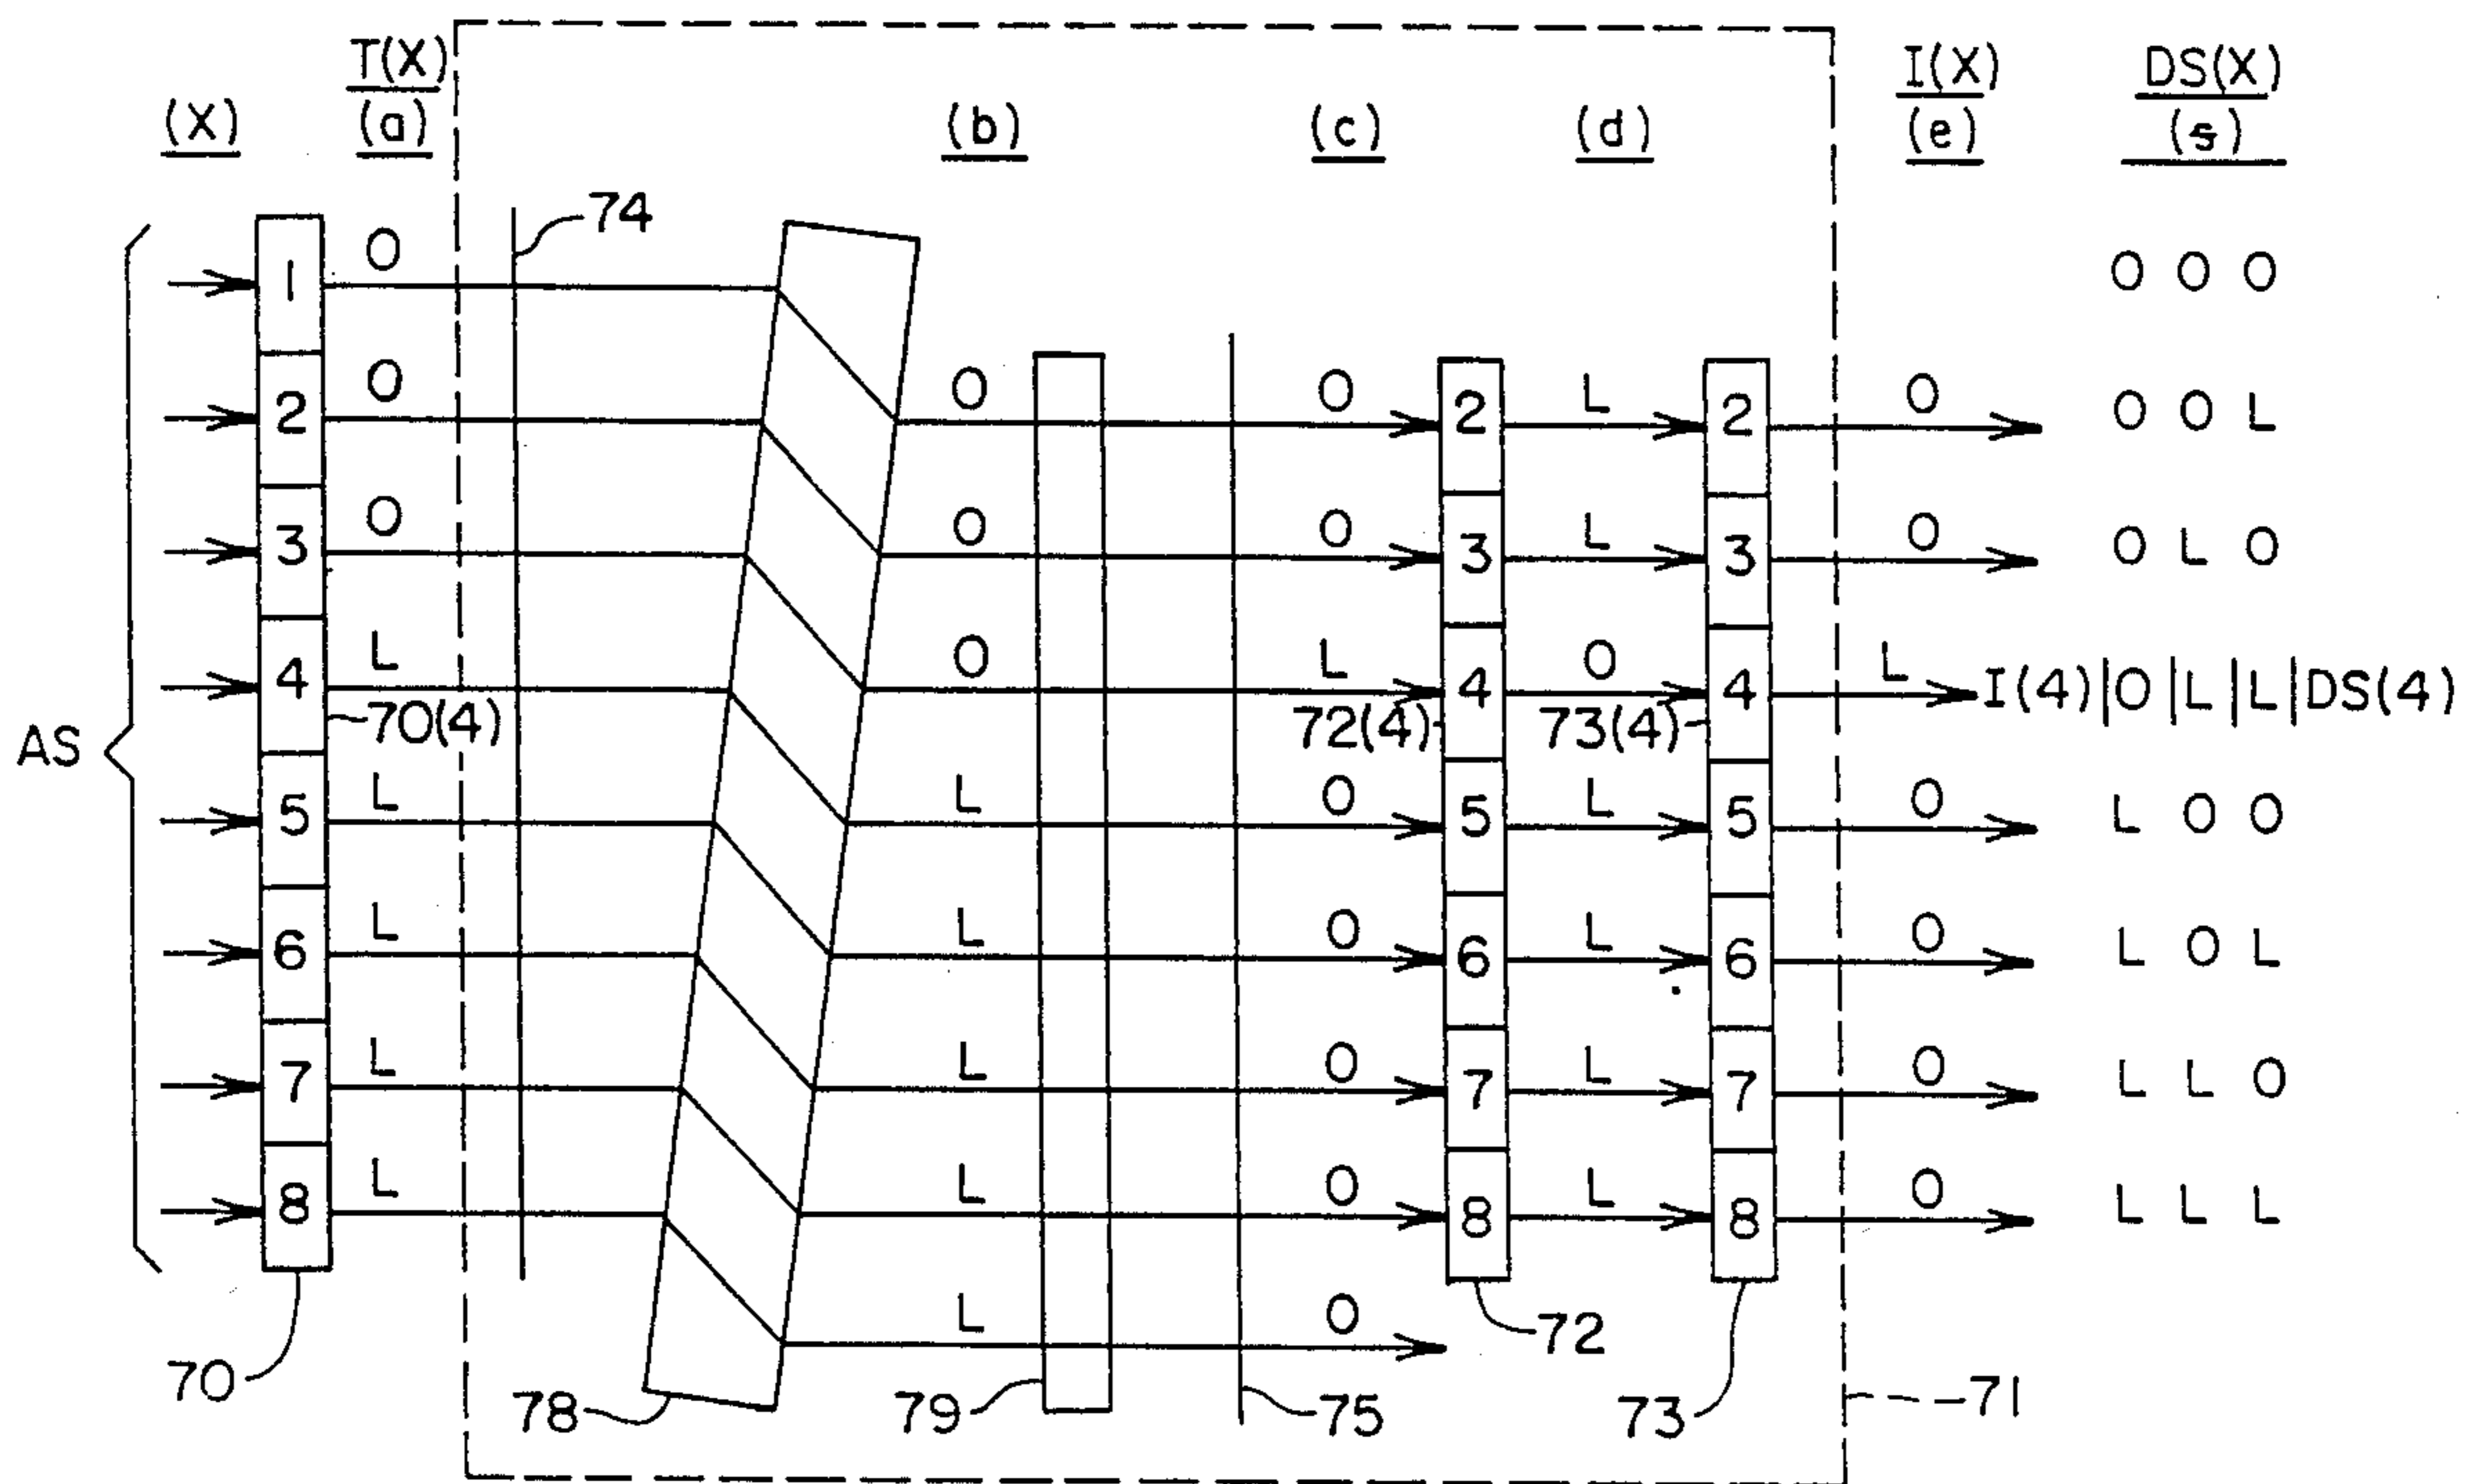 T(X) I(X) DS(X)
(X) (a) (b) (c) (d) (e) (s)
74
1 O O O O
2 O O O 2 L 2 O O O L
3 O O O 3 L 3 O O L O
4 L O L 4 O 4 L I(4)|O|L|L|DS(4)
AS 70(4) 72(4) 73(4)
5 L L O 5 L 5 O L O O
6 L L O 6 L 6 O L O L
7 L L O 7 L 7 O L L O
8 L L O 8 L 8 O L L L
L O
70 78 79 75 72 73 71